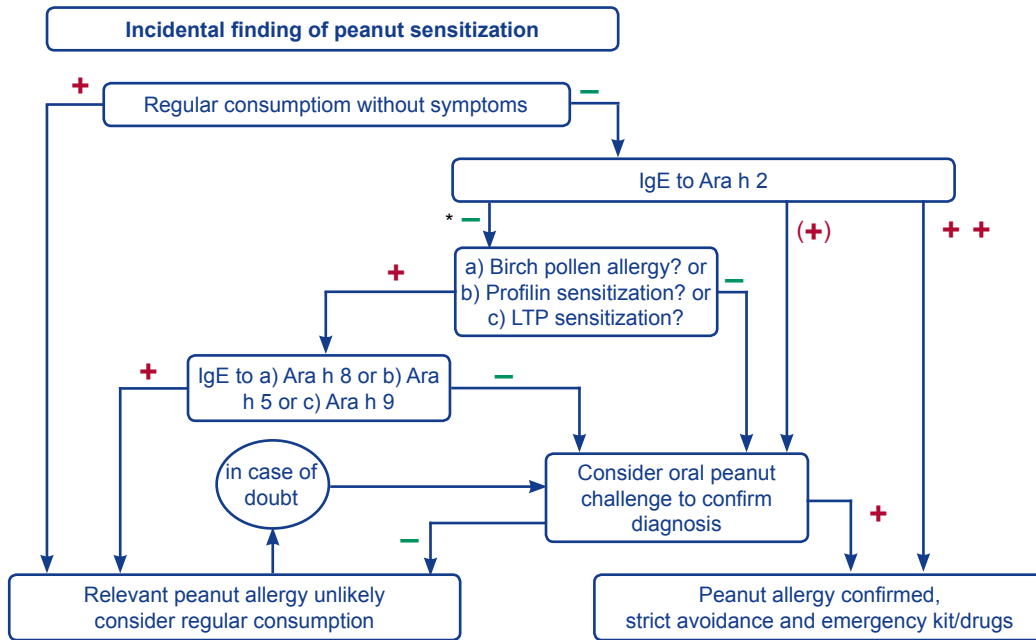 Incidental finding of peanut sensitization
+
Regular consumptiom without symptoms
−
IgE to Ara h 2
* −
(+)
+ +
+
a) Birch pollen allergy? or
b) Profilin sensitization? or
c) LTP sensitization?
−
+
IgE to a) Ara h 8 or b) Ara
h 5 or c) Ara h 9
−
in case of
doubt
Consider oral peanut
challenge to confirm
diagnosis
+
−
Relevant peanut allergy unlikely
consider regular consumption
Peanut allergy confirmed,
strict avoidance and emergency kit/drugs